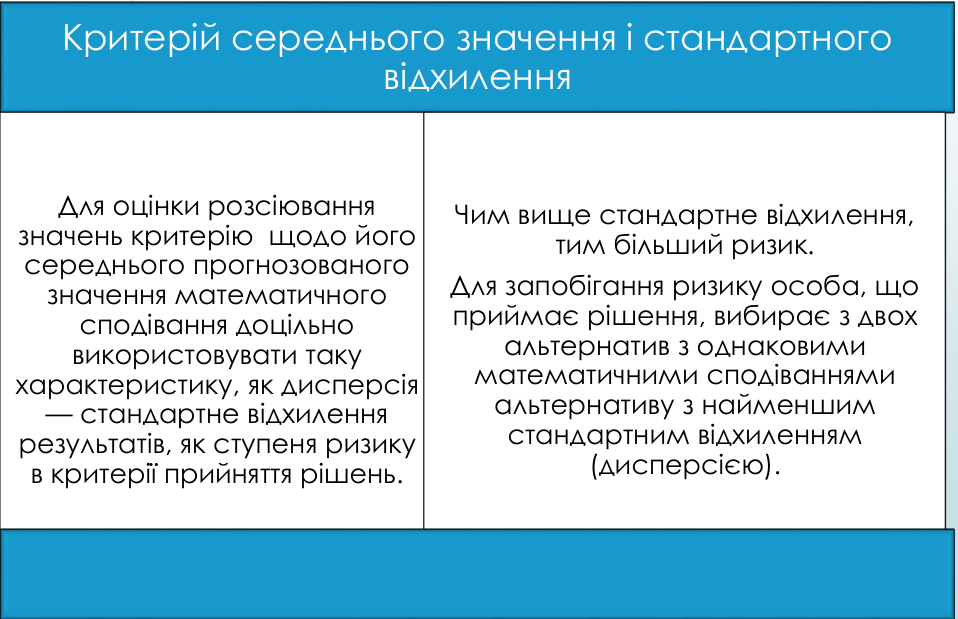 Критерій середнього значення і стандартного
відхилення
Для оцінки розсіювання
значень критерію  щодо його
середнього прогнозованого
значення математичного
сподівання доцільно
використовувати таку
характеристику, як дисперсія
— стандартне відхилення
результатів, як ступеня ризику
в критерії прийняття рішень.
Чим вище стандартне відхилення,
тим більший ризик.
Для запобігання ризику особа, що
приймає рішення, вибирає з двох
альтернатив з однаковими
математичними сподіваннями
альтернативу з найменшим
стандартним відхиленням
(дисперсією).